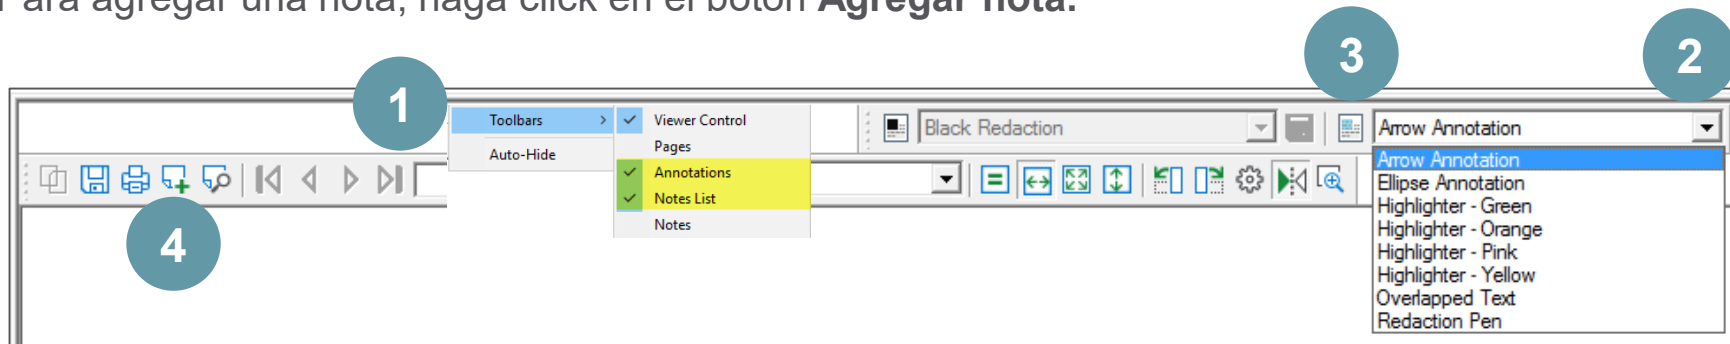 Para agregar una nota, haga click en el botón Agregar nota.
3
2
1
Toolbars
Auto-Hide
Viewer Control
Pages
Annotations
Notes List
Notes
Black Redaction
Arrow Annotation
Arrow Annotation
Ellipse Annotation
Highlighter - Green
Highlighter - Orange
Highlighter - Pink
Highlighter - Yellow
Overlapped Text
Redaction Pen
4